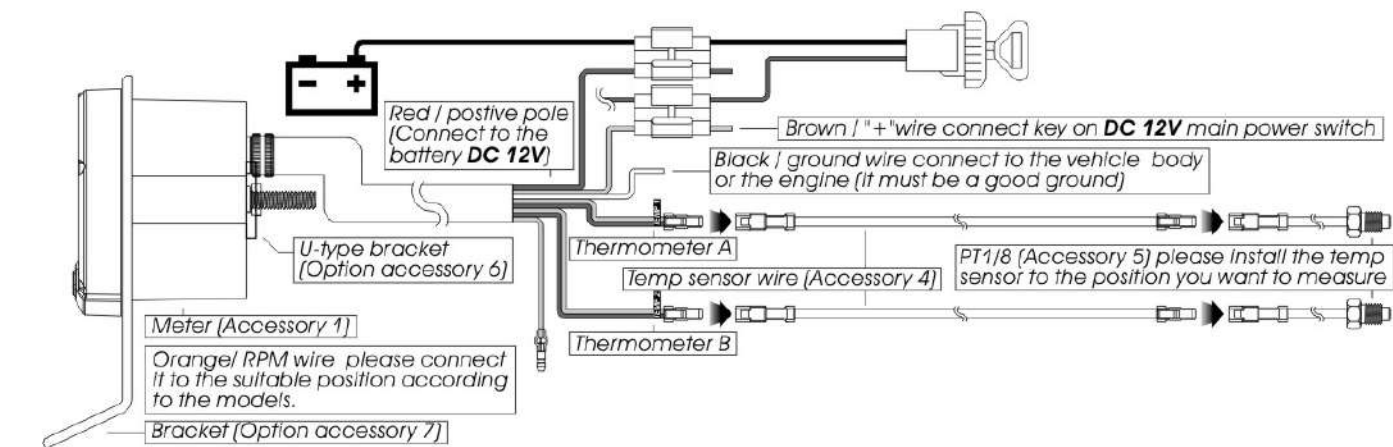 Red / postive pole
(Connect to the
battery DC 12V)
Brown / "+"wire connect key on DC 12V main power switch
Black / ground wire connect to the vehicle body
or the engine (it must be a good ground)
U-type bracket
(Option accessory 6)
Thermometer A
Temp sensor wire (Accessory 4)
PT1/8 (Accessory 5) please install the temp
sensor to the position you want to measure
Meter (Accessory 1)
Thermometer B
Orange/ RPM wire please connect
it to the suitable position according
to the models.
Bracket (Option accessory 7)